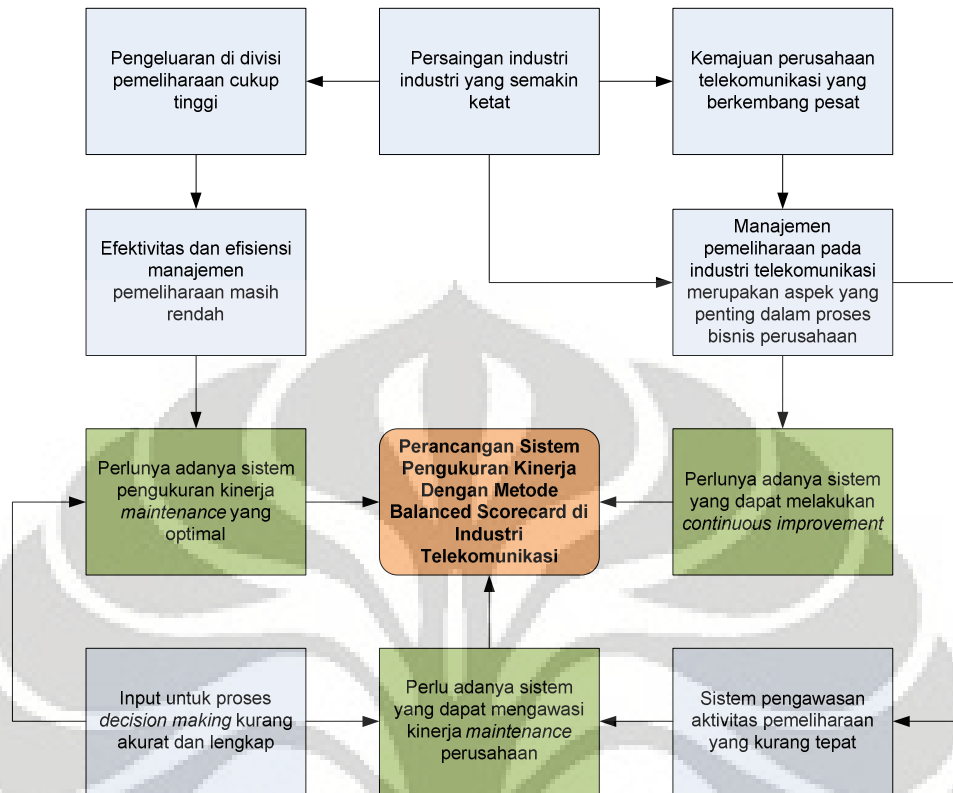 Pengeluaran di divisi
pemeliharaan cukup
tinggi
Persaingan industri
industri yang semakin
ketat
Kemajuan perusahaan
telekomunikasi yang
berkembang pesat
Efektivitas dan efisiensi
manajemen
pemeliharaan masih
rendah
Manajemen
pemeliharaan pada
industri telekomunikasi
merupakan aspek yang
penting dalam proses
bisnis perusahaan
Perlunya adanya sistem
pengukuran kinerja
maintenance yang
optimal
Perancangan Sistem
Pengukuran Kinerja
Dengan Metode
Balanced Scorecard di
Industri
Telekomunikasi
Perlunya adanya sistem
yang dapat melakukan
continuous improvement
Input untuk proses
decision making kurang
akurat dan lengkap
Perlu adanya sistem
yang dapat mengawasi
kinerja maintenance
perusahaan
Sistem pengawasan
aktivitas pemeliharaan
yang kurang tepat